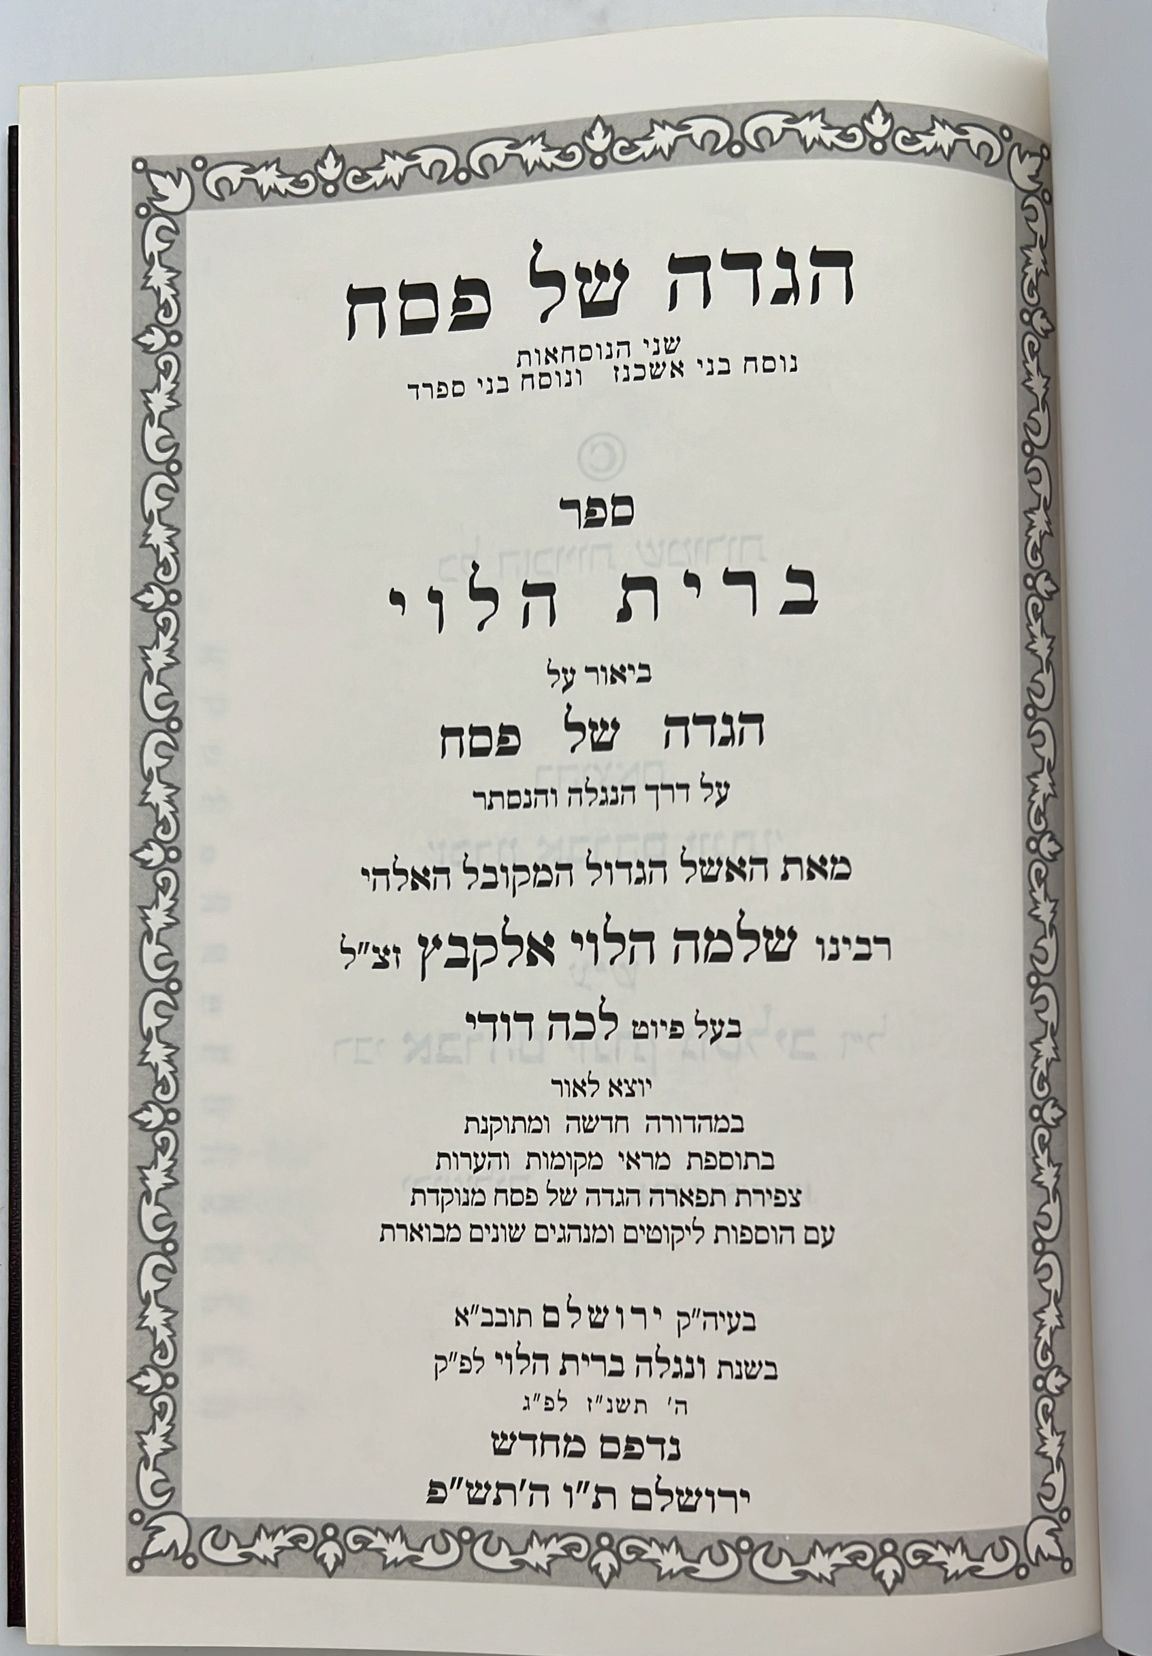 הגדה של פסח
שני הנוסחאות
נוסח בני אשכנז ונוסח בני ספרד
ספר
ברית הלוי
ביאור על
הגדה של פסח
על דרך הנגלה והנסתר
מאת האשל הגדול המקובל האלהי
רבינו שלמה הלוי אלקבץ זצ"ל
בעל פיוט לכה דודי
יוצא לאור
במהדורה חדשה ומתוקנת
בתוספת מראי מקומות והערות
צפירת תפארה הגדה של פסח מנוקדת
עם הוספות ליקוטים ומנהגים שונים מבוארת
בעיה"ק ירושלם תובב"א
בשנת ונגלה ברית הלוי לפ"ק
ה' תשנ"ז לפ"ג
נדפס מחדש
ירושלם ת"ו ה'תש"פ